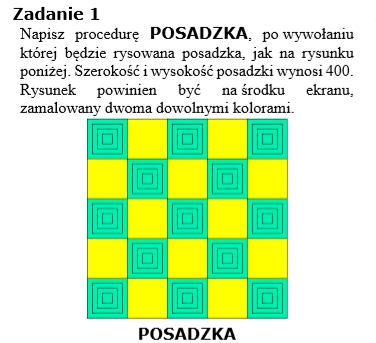 Zadanie 1
Napisz procedurę POSADZKA, po wywołaniu
której będzie rysowana posadzka, jak na rysunku
poniżej. Szerokość i wysokość posadzki wynosi 400.
Rysunek powinien być na środku ekranu,
zamalowany dwoma dowolnymi kolorami.
POSADZKA